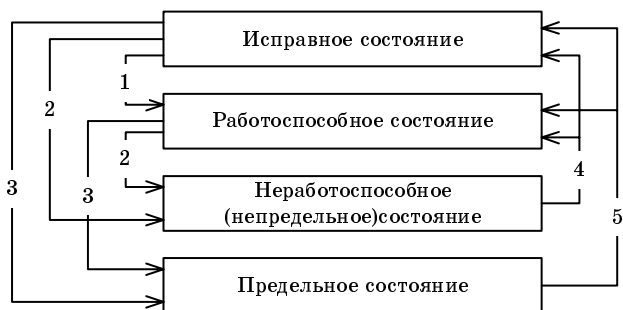 Исправное состояние
1
2
Работоспособное состояние
2
4
3
3
Неработоспособное
(непредельное)состояние
5
Предельное состояние